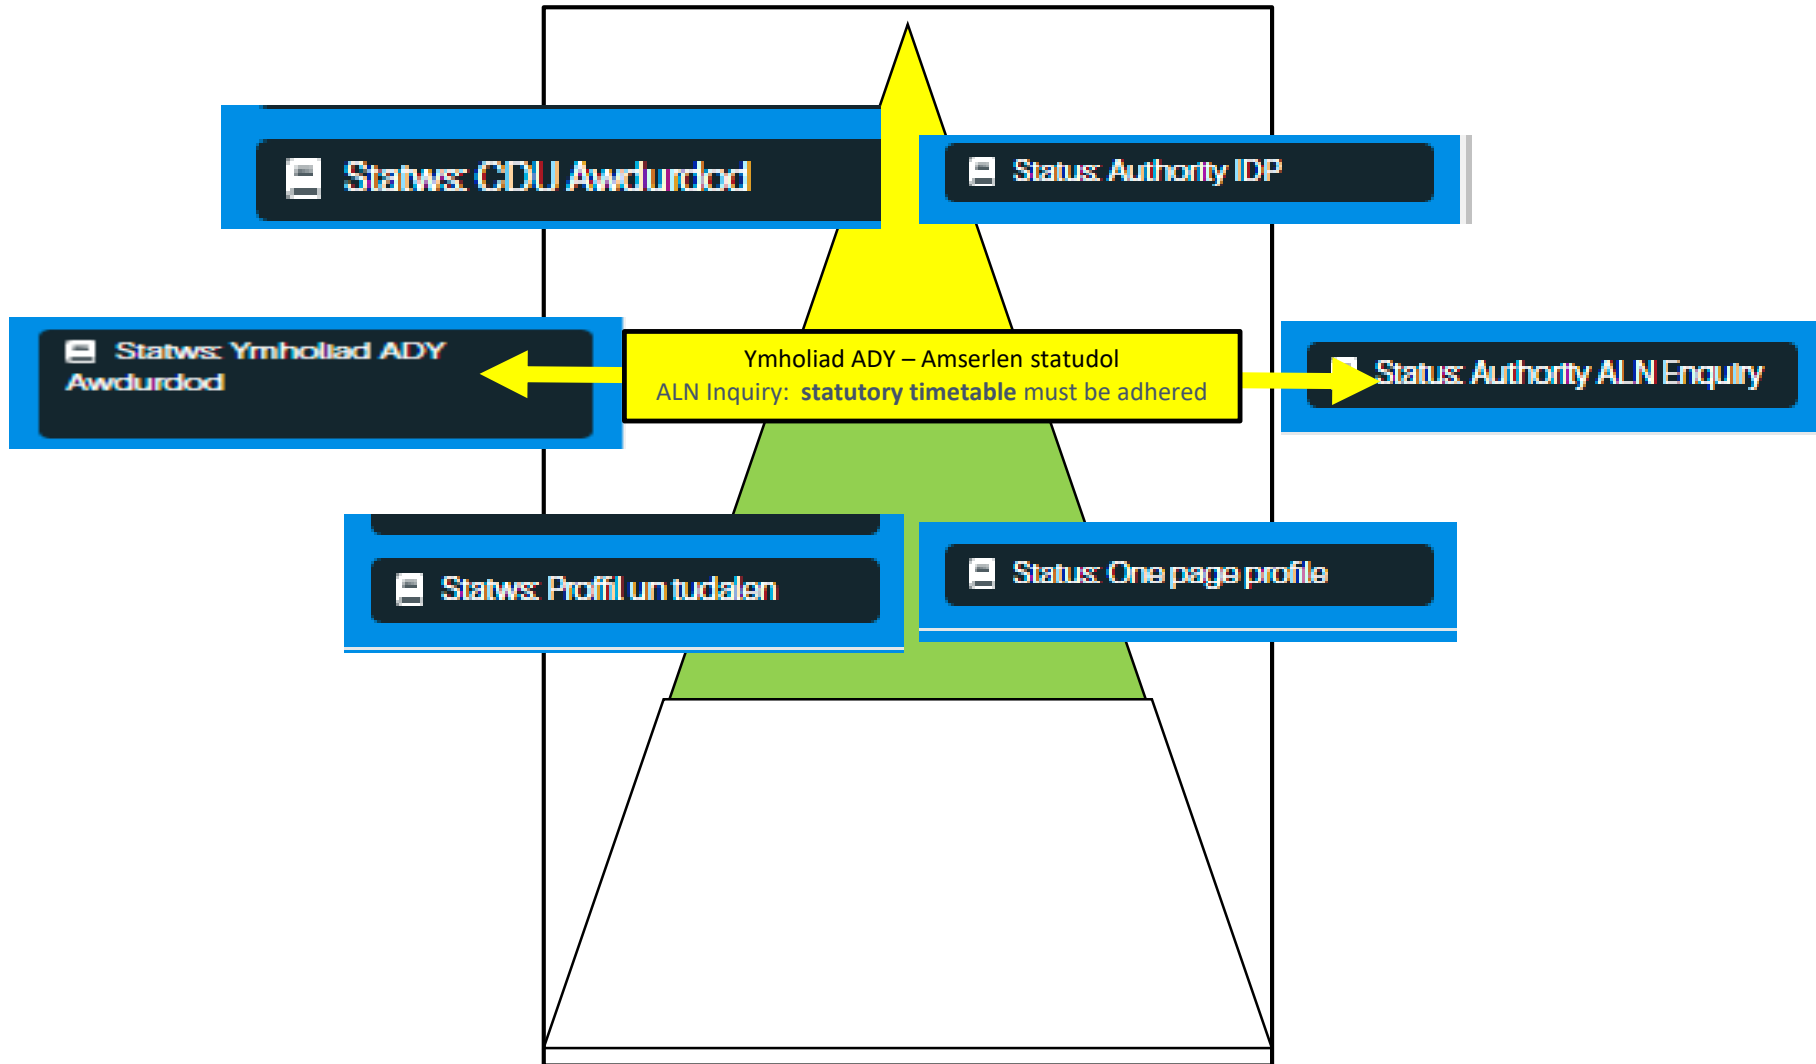 Statws: CDU Awdurdod
Status: Authority IDP
Statws: Ymholiad ADY
Awdurdod
Ymholiad ADY – Amserlen statudol
ALN Inquiry: statutory timetable must be adhered
Status: Authority ALN Enquiry
Statws: Proffil un tudalen
Status: One page profile